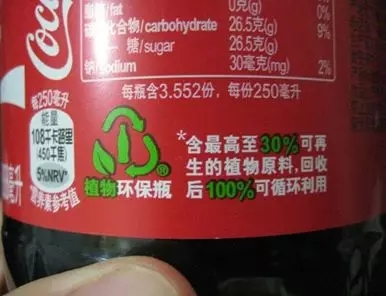 Coca
脂肪/fat 0克(g) 0%
碳水化合物/carbohydrate 26.5克(g) 9%
—糖/sugar 26.5克(g)
钠/sodium 30毫克(mg) 2%
每瓶含3.552份，每份250毫升
每250毫升
能量
108千卡路里
(450千焦)
5%NRV*
*营养素参考值
毫升
植物环保瓶
*含最高至30%可再
生的植物原料，回收
后100%可循环利用
®